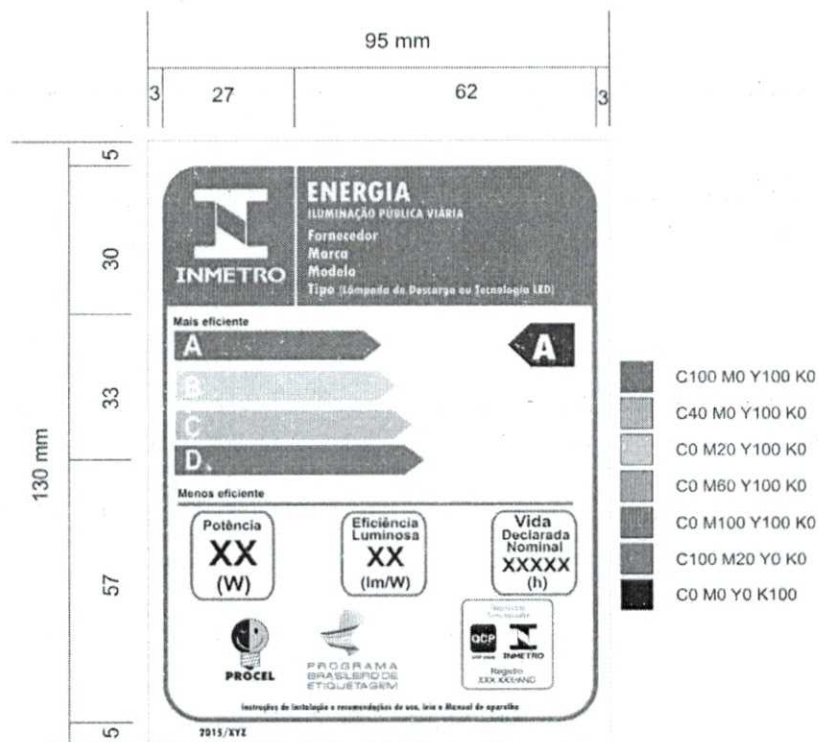 95 mm
3 27 62 3
5
30
33
130 mm
57
5
INMETRO
ENERGIA
ILUMINAÇÃO PÚBLICA VIÁRIA
Fornecedor
Marca
Modelo
Tipo (Lâmpada de Descarga ou Tecnologia LED)
Mais eficiente
A
A
B
C
D
Menos eficiente
Potência
XX
(W)
Eficiência
Luminosa
XX
(lm/W)
Vida
Declarada
Nominal
XXXXX
(h)
PROCEL
PROGRAMA
BRASILEIRO DE
ETIQUETAGEM
OCP
INMETRO
Registro
Instruções de instalação e recomendações de uso, leia o Manual do aparelho
2015/XYZ
C100 M0 Y100 K0
C40 M0 Y100 K0
C0 M20 Y100 K0
C0 M60 Y100 K0
C0 M100 Y100 K0
C100 M20 Y0 K0
C0 M0 Y0 K100